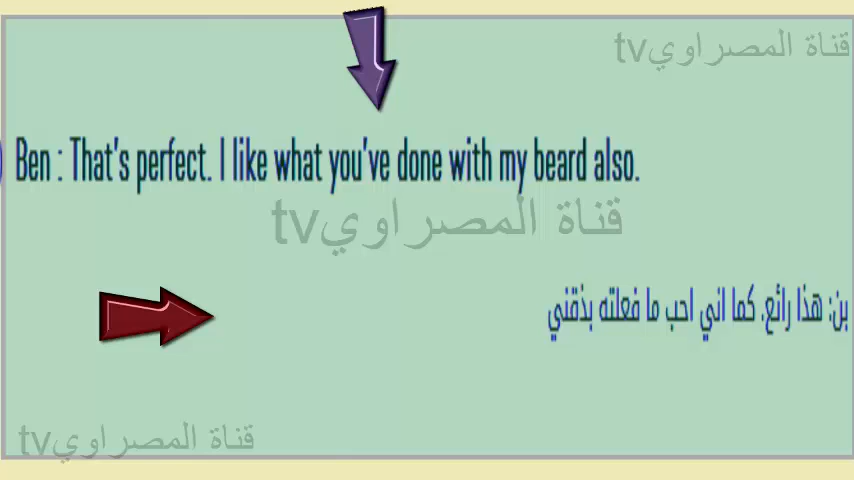 قناة المصراويtv
Ben : That's perfect. I like what you've done with my beard also.
قناة المصراويtv
بن: هذا رائع. كما اني احب ما فعلته بذقني
قناة المصراويtv